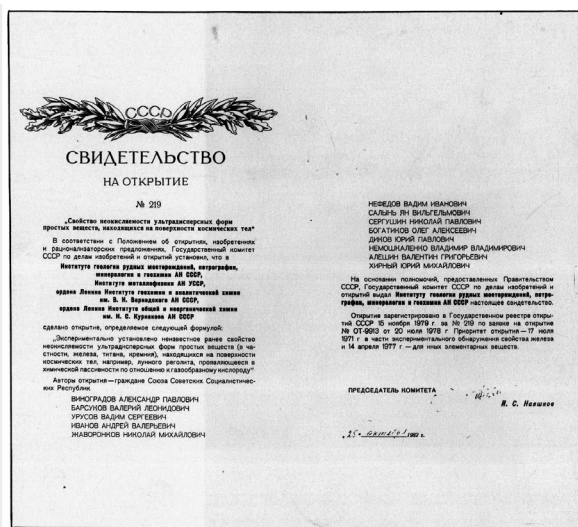 СССР
СВИДЕТЕЛЬСТВО
НА ОТКРЫТИЕ
№ 219
„Свойство неокисляемости ультрадисперсных форм
простых веществ, находящихся на поверхности космических тел"
В соответствии с Положением об открытиях, изобретениях
и рационализаторских предложениях, Государственный комитет
СССР по делам изобретений и открытий установил, что в
Институте геологии рудных месторождений, петрографии,
минералогии и геохимии АН СССР,
Институте металлофизики АН УССР,
ордена Ленина Институте геохимии и аналитической химии
им. В. И. Вернадского АН СССР,
ордена Ленина Институте общей и неорганической химии
им. Н. С. Курнакова АН СССР
сделано открытие, определяемое следующей формулой:
„Экспериментально установлено неизвестное ранее свойство
неокисляемости ультрадисперсных форм простых веществ (в ча-
стности, железа, титана, кремния), находящихся на поверхности
космических тел, например, лунного реголита, проявляющееся в
химической пассивности по отношению к газообразному кислороду"
Авторы открытия—граждане Союза Советских Социалистичес-
ких Республик
ВИНОГРАДОВ АЛЕКСАНДР ПАВЛОВИЧ
БАРСУКОВ ВАЛЕРИЙ ЛЕОНИДОВИЧ
УРУСОВ ВАДИМ СЕРГЕЕВИЧ
ИВАНОВ АНДРЕЙ ВАЛЕРЬЕВИЧ
ЖАВОРОНКОВ НИКОЛАЙ МИХАЙЛОВИЧ
НЕФЕДОВ ВАДИМ ИВАНОВИЧ
САЛЫНЬ ЯН ВИЛЬГЕЛЬМОВИЧ
СЕРГУШИН НИКОЛАЙ ПАВЛОВИЧ
БОГАТИКОВ ОЛЕГ АЛЕКСЕЕВИЧ
ДИКОВ ЮРИЙ ПАВЛОВИЧ
НЕМОШКАЛЕНКО ВЛАДИМИР ВЛАДИМИРОВИЧ
АЛЕШИН ВАЛЕНТИН ГРИГОРЬЕВИЧ
ХИРНЫЙ ЮРИЙ МИХАЙЛОВИЧ
На основании полномочий, предоставленных Правительством
СССР, Государственный комитет СССР по делам изобретений и
открытий выдал Институту геологии рудных месторождений, петро-
графии, минералогии и геохимии АН СССР настоящее свидетельство.
Открытие зарегистрировано в Государственном реестре откры-
тий СССР 15 ноября 1979 г. за № 219 по заявке на открытие
№ ОТ-9913 от 20 июля 1978 г. Приоритет открытия — 17 июля
1971 г. в части экспериментального обнаружения свойства железа
и 14 апреля 1977 г.—для иных элементарных веществ.
ПРЕДСЕДАТЕЛЬ КОМИТЕТА
И. С. Наяшков
„25" октября г.